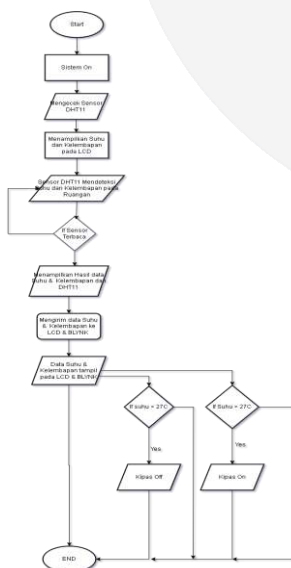 Start
Sistem On
Mengecek Sensor
DHT11
Menampilkan Suhu
dan Kelembapan
pada LCD
Sensor DHT11 Mendeteksi
Suhu dan Kelembapan pada
Ruangan
If Sensor
Terbaca
Menampilkan Hasil data
Suhu & Kelembapan dari
DHT11
Mengirim data Suhu
& Kelembapan ke
LCD & BLYNK
Data Suhu &
Kelembapan tampil
pada LCD & BLYNK
If Suhu = 27C
If Suhu = 27C
Yes
Yes
Kipas Off
Kipas On
END